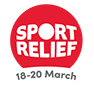 SPORT
RELIEF
18-20 March